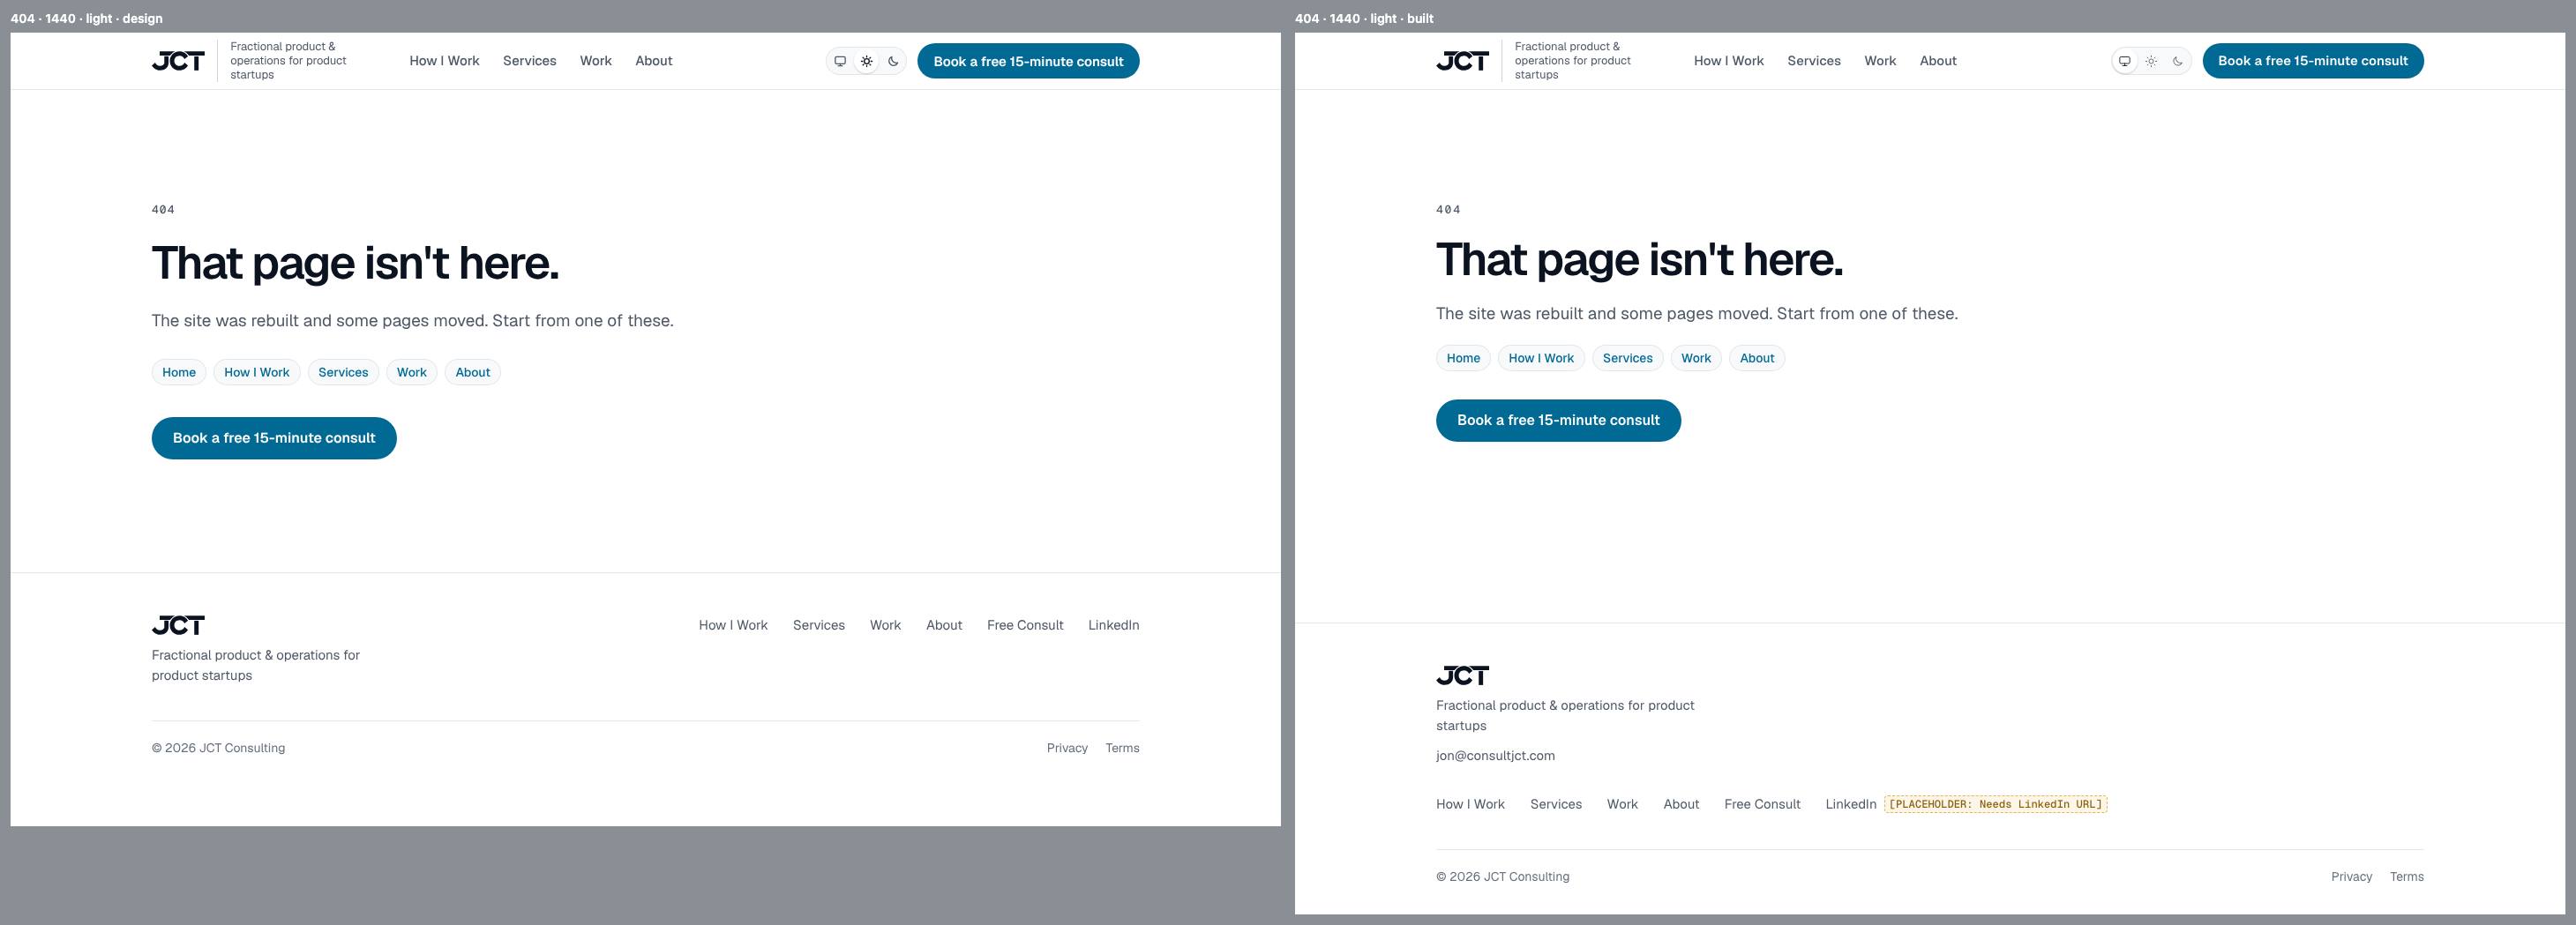 404 · 1440 · light · design
JCT
Fractional product &
operations for product
startups
How I Work Services Work About
Book a free 15-minute consult
404
That page isn't here.
The site was rebuilt and some pages moved. Start from one of these.
Home How I Work Services Work About
Book a free 15-minute consult
JCT
How I Work Services Work About Free Consult LinkedIn
Fractional product & operations for
product startups
© 2026 JCT Consulting
Privacy Terms
404 · 1440 · light · built
JCT
Fractional product &
operations for product
startups
How I Work Services Work About
Book a free 15-minute consult
404
That page isn't here.
The site was rebuilt and some pages moved. Start from one of these.
Home How I Work Services Work About
Book a free 15-minute consult
JCT
Fractional product & operations for product
startups
jon@consultjct.com
How I Work Services Work About Free Consult LinkedIn [PLACEHOLDER: Needs LinkedIn URL]
© 2026 JCT Consulting
Privacy Terms